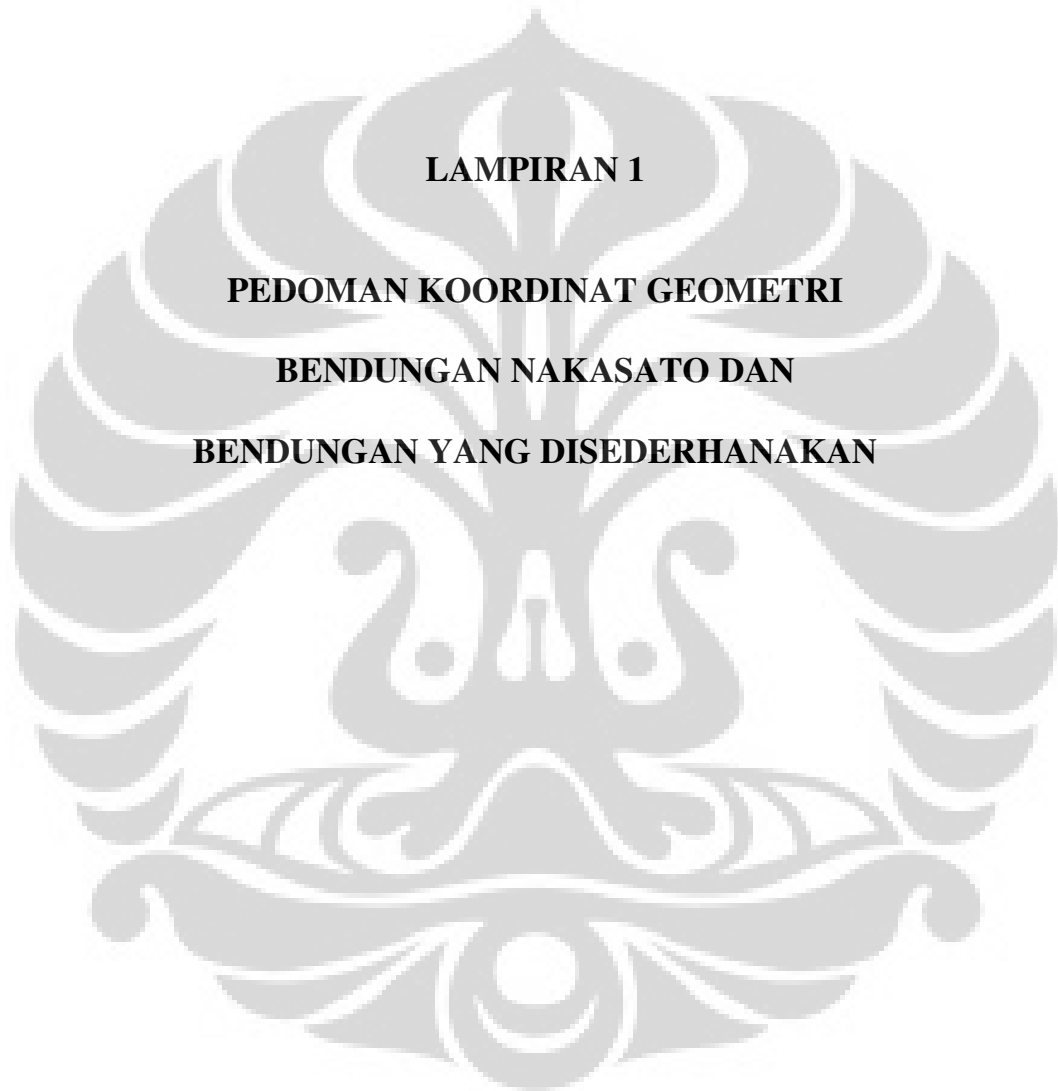 LAMPIRAN 1
PEDOMAN KOORDINAT GEOMETRI
BENDUNGAN NAKASATO DAN
BENDUNGAN YANG DISEDERHANAKAN